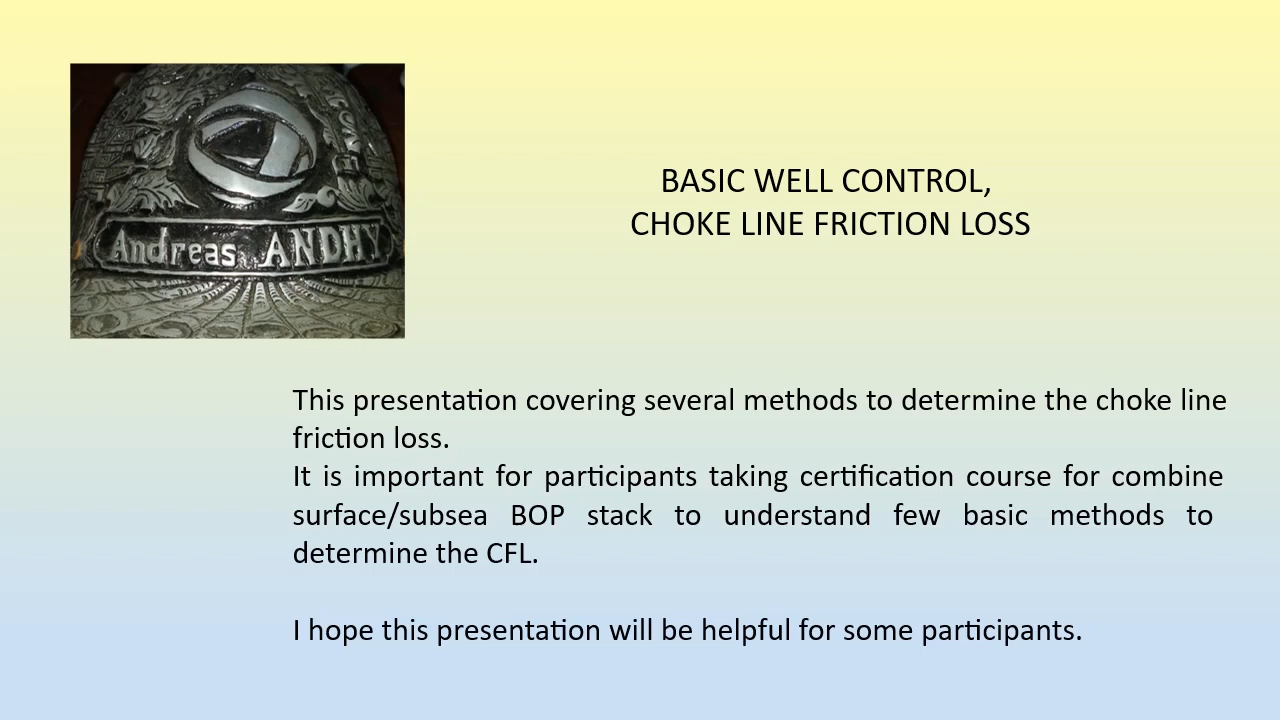 Andreas ANDHY
BASIC WELL CONTROL,
CHOKE LINE FRICTION LOSS
This presentation covering several methods to determine the choke line
friction loss.
It is important for participants taking certification course for combine
surface/subsea BOP stack to understand few basic methods to
determine the CFL.
I hope this presentation will be helpful for some participants.